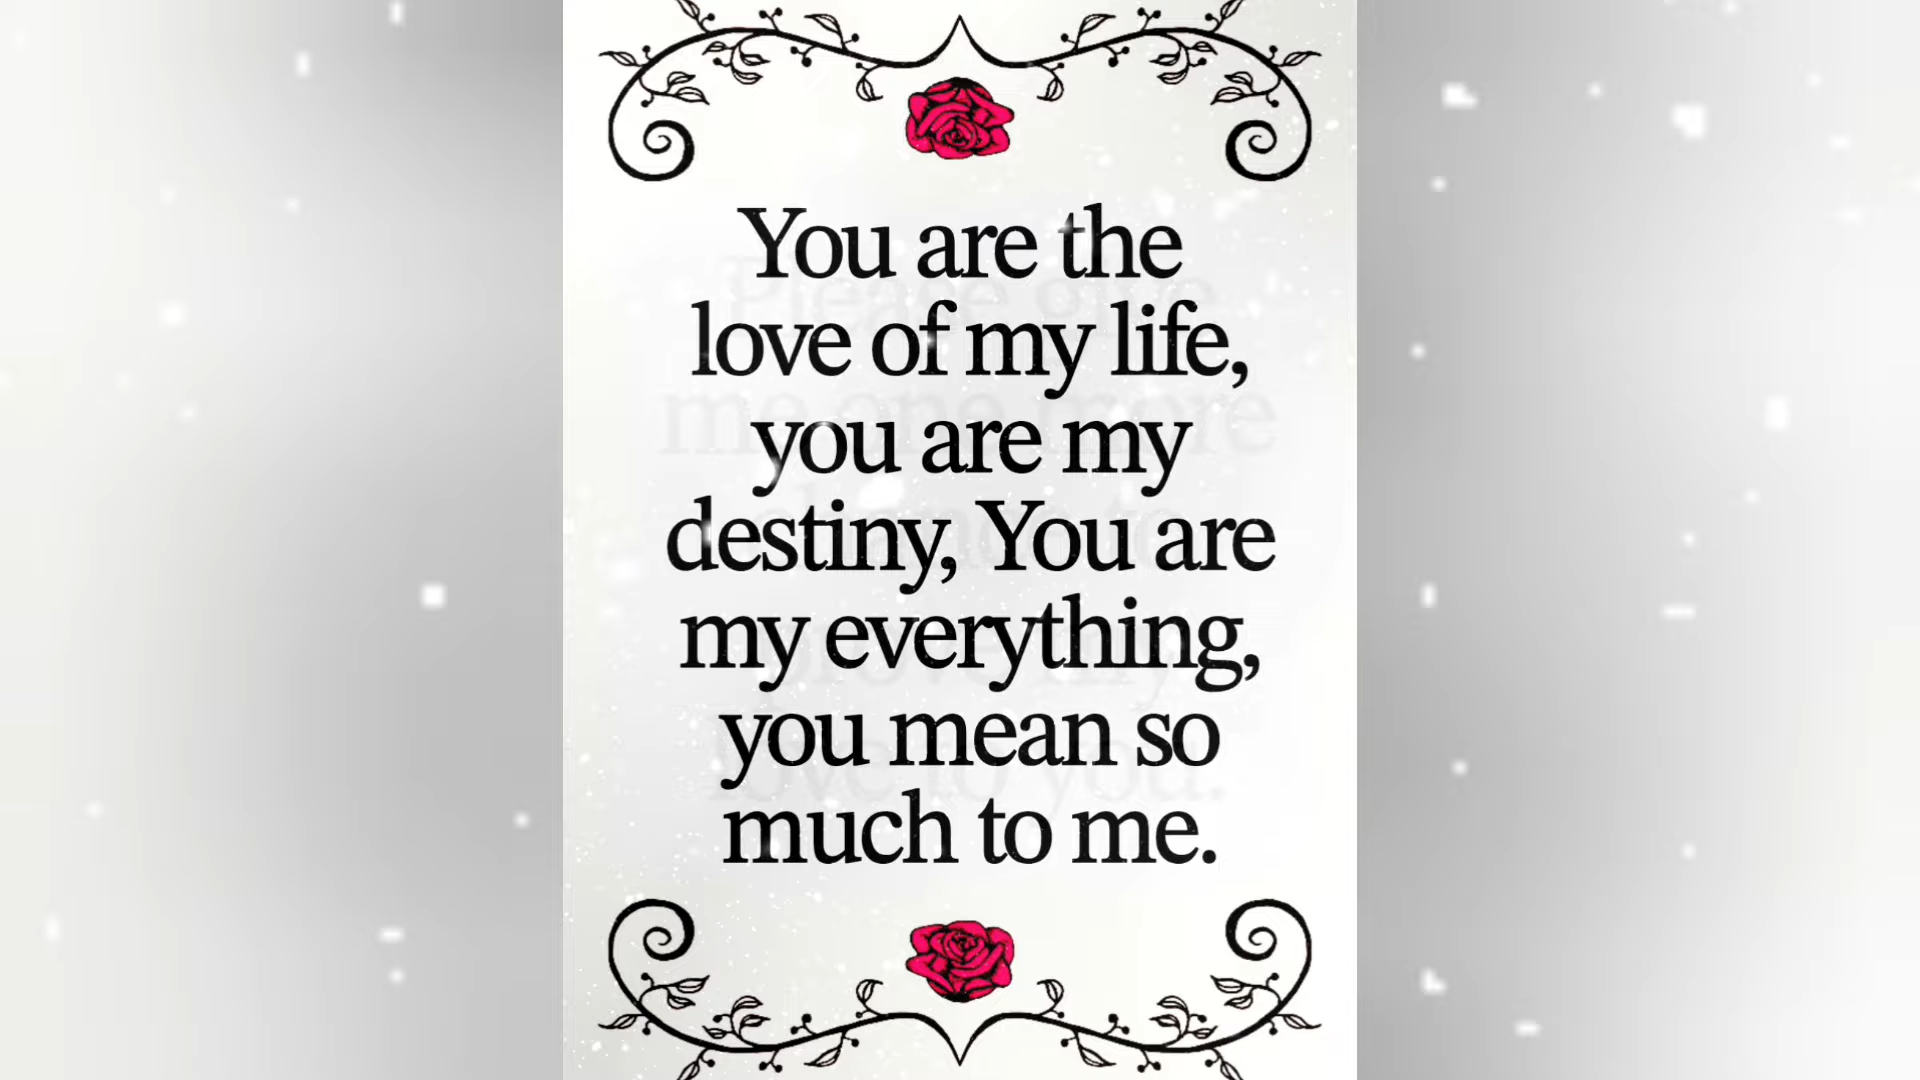 You are the
love of my life,
you are my
destiny, You are
my everything,
you mean so
much to me.